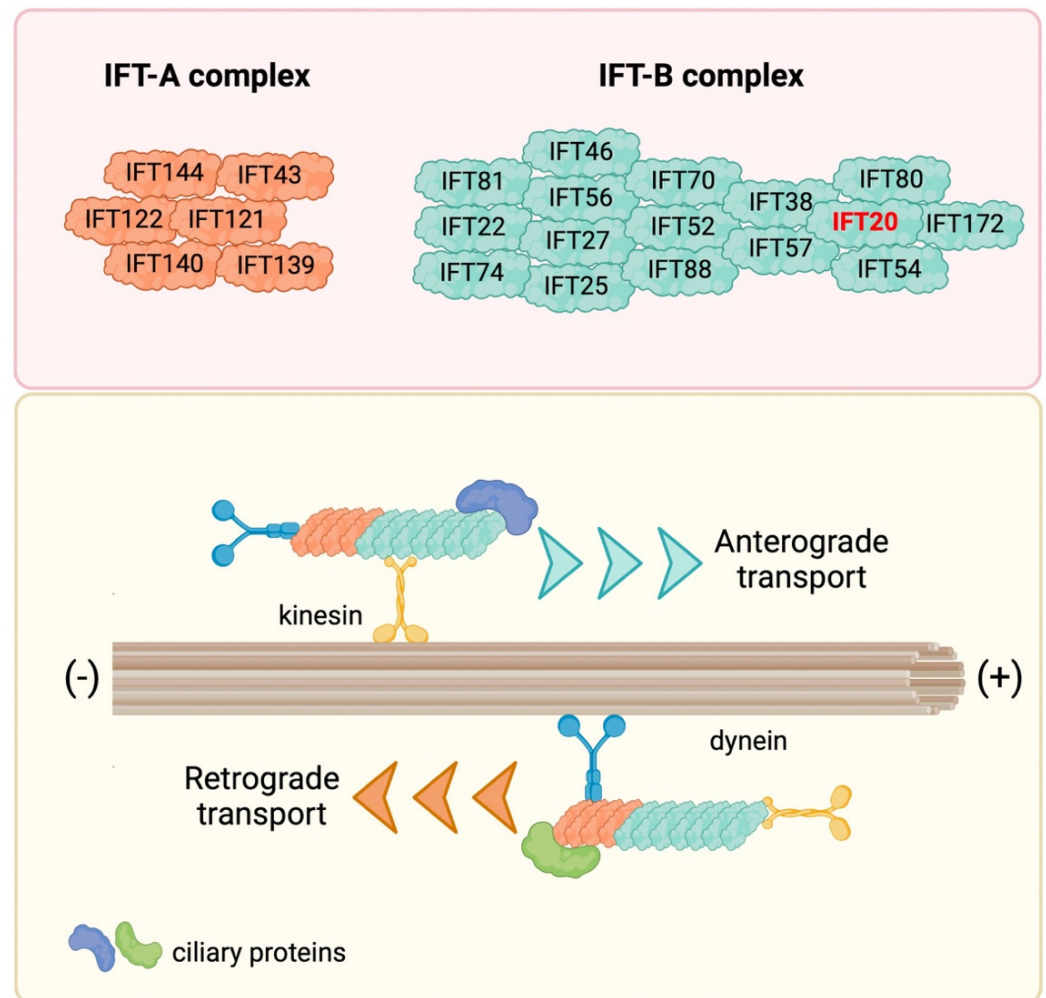 IFT-A complex
IFT144
IFT43
IFT122
IFT121
IFT140
IFT139
IFT-B complex
IFT46
IFT81
IFT56
IFT70
IFT80
IFT38
IFT22
IFT27
IFT52
IFT20
IFT172
IFT57
IFT74
IFT25
IFT88
IFT54
Anterograde
transport
kinesin
(-)
(+)
dynein
Retrograde
transport
ciliary proteins